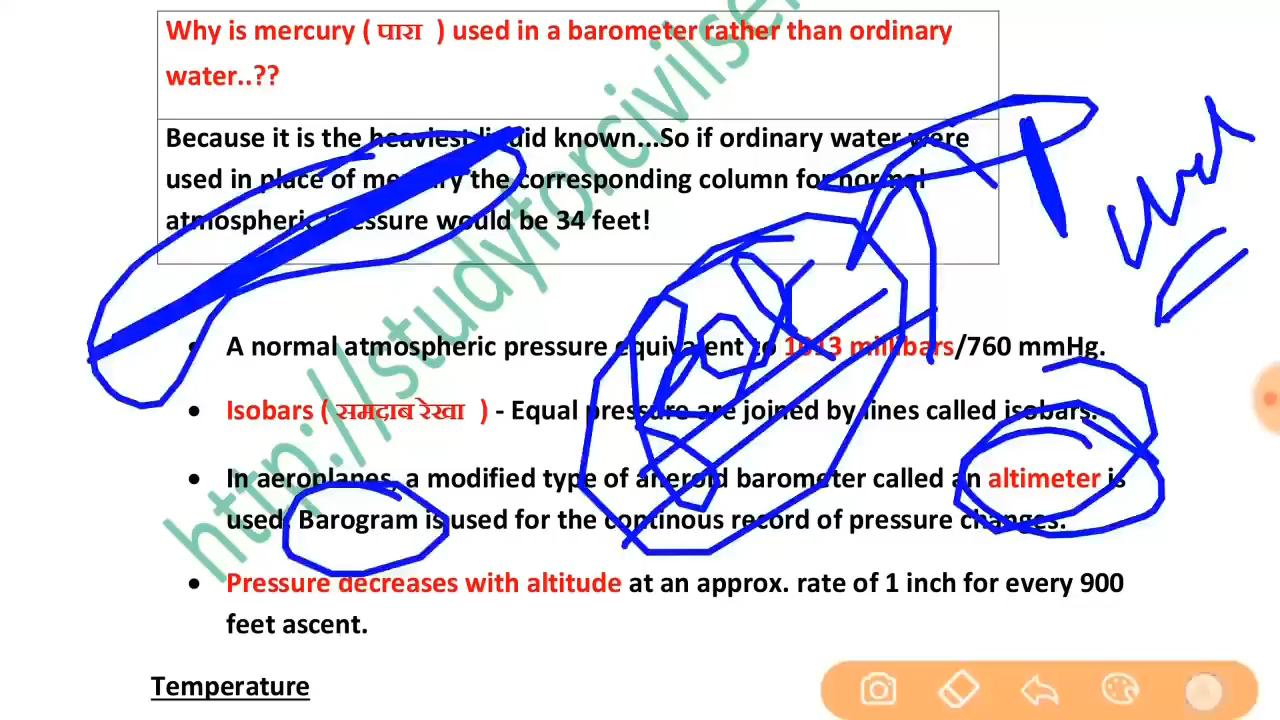 Why is mercury ( पारा ) used in a barometer rather than ordinary
water..??
Because it is the heaviest liquid known...So if ordinary water were
used in place of mercury the corresponding column for normal
atmospheric pressure would be 34 feet!
• A normal atmospheric pressure equivalent to 1013 millibars/760 mmHg.
• Isobars ( समदाब रेखा ) - Equal pressure are joined by lines called isobars.
• In aeroplanes, a modified type of aneroid barometer called an altimeter is
used. Barogram is used for the continous record of pressure changes.
• Pressure decreases with altitude at an approx. rate of 1 inch for every 900
feet ascent.
Temperature
http://studyforcivilser